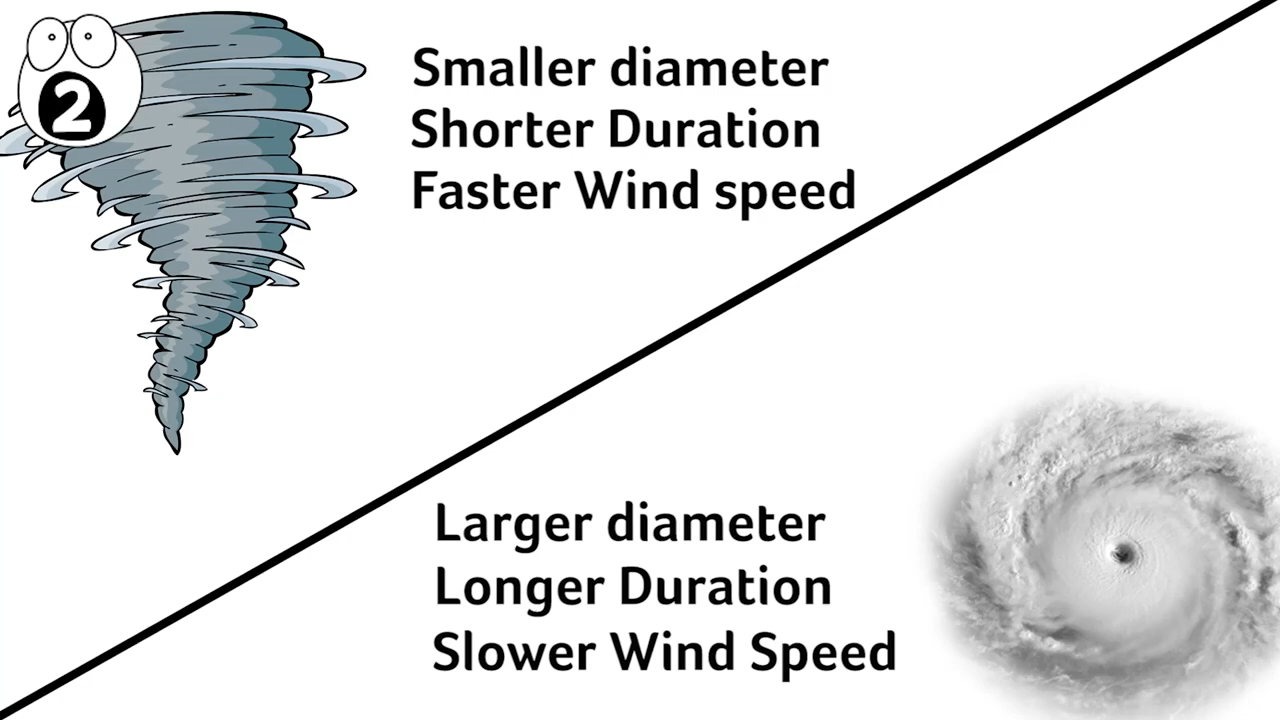 2
Smaller diameter
Shorter Duration
Faster Wind speed
Larger diameter
Longer Duration
Slower Wind Speed